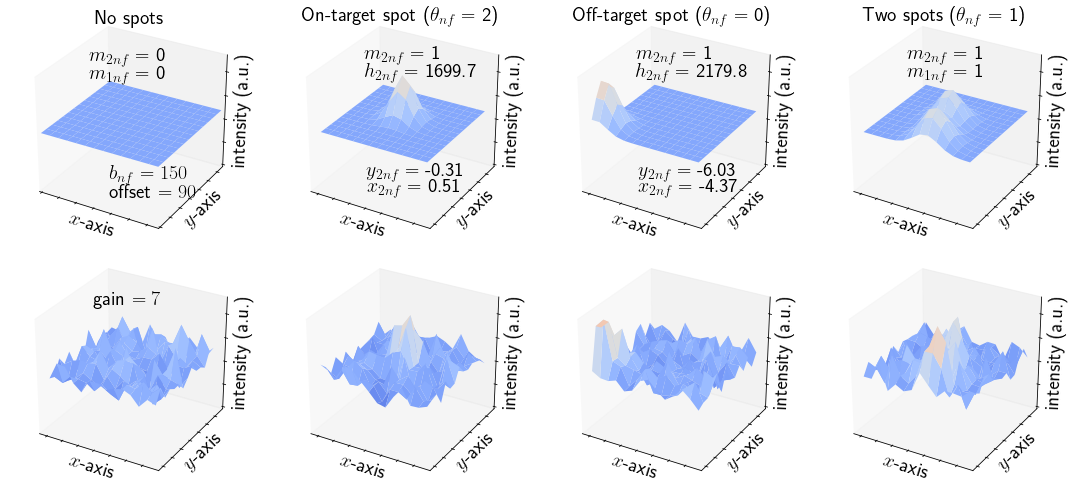 No spots
m₂ₙf = 0
m₁ₙf = 0
bₙf = 150
offset = 90
x-axis
y-axis
intensity (a.u.)
On-target spot (θₙf = 2)
m₂ₙf = 1
h₂ₙf = 1699.7
y₂ₙf = -0.31
x₂ₙf = 0.51
x-axis
y-axis
intensity (a.u.)
Off-target spot (θₙf = 0)
m₂ₙf = 1
h₂ₙf = 2179.8
y₂ₙf = -6.03
x₂ₙf = -4.37
x-axis
y-axis
intensity (a.u.)
Two spots (θₙf = 1)
m₂ₙf = 1
m₁ₙf = 1
x-axis
y-axis
intensity (a.u.)
gain = 7
x-axis
y-axis
intensity (a.u.)
x-axis
y-axis
intensity (a.u.)
x-axis
y-axis
intensity (a.u.)
x-axis
y-axis
intensity (a.u.)